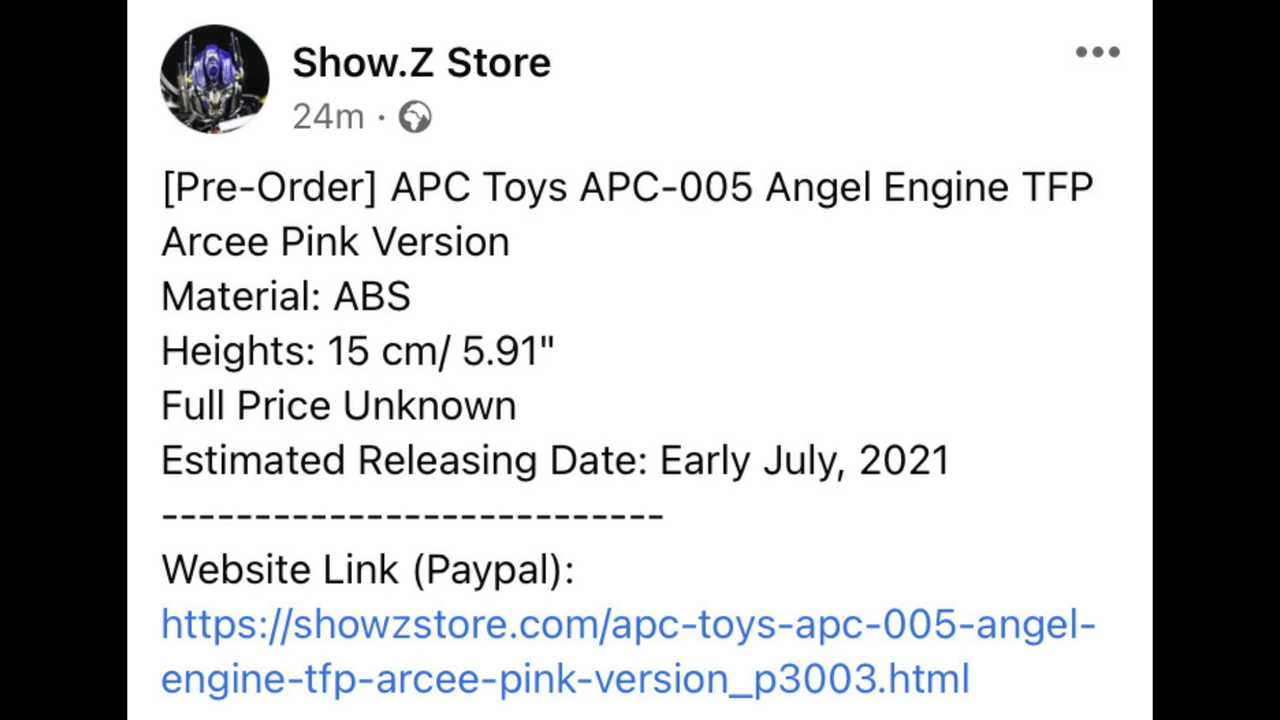 Show.Z Store
24m ·
[Pre-Order] APC Toys APC-005 Angel Engine TFP
Arcee Pink Version
Material: ABS
Heights: 15 cm/ 5.91"
Full Price Unknown
Estimated Releasing Date: Early July, 2021
---------------------------
Website Link (Paypal):
https://showzstore.com/apc-toys-apc-005-angel-
engine-tfp-arcee-pink-version_p3003.html